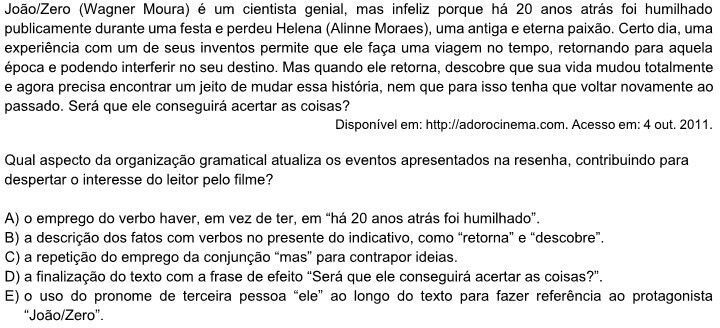 João/Zero (Wagner Moura) é um cientista genial, mas infeliz porque há 20 anos atrás foi humilhado
publicamente durante uma festa e perdeu Helena (Alinne Moraes), uma antiga e eterna paixão. Certo dia, uma
experiência com um de seus inventos permite que ele faça uma viagem no tempo, retornando para aquela
época e podendo interferir no seu destino. Mas quando ele retorna, descobre que sua vida mudou totalmente
e agora precisa encontrar um jeito de mudar essa história, nem que para isso tenha que voltar novamente ao
passado. Será que ele conseguirá acertar as coisas?
Disponível em: http://adorocinema.com. Acesso em: 4 out. 2011.
Qual aspecto da organização gramatical atualiza os eventos apresentados na resenha, contribuindo para
despertar o interesse do leitor pelo filme?
A) o emprego do verbo haver, em vez de ter, em “há 20 anos atrás foi humilhado”.
B) a descrição dos fatos com verbos no presente do indicativo, como “retorna” e “descobre”.
C) a repetição do emprego da conjunção “mas” para contrapor ideias.
D) a finalização do texto com a frase de efeito “Será que ele conseguirá acertar as coisas?”.
E) o uso do pronome de terceira pessoa “ele” ao longo do texto para fazer referência ao protagonista
“João/Zero”.